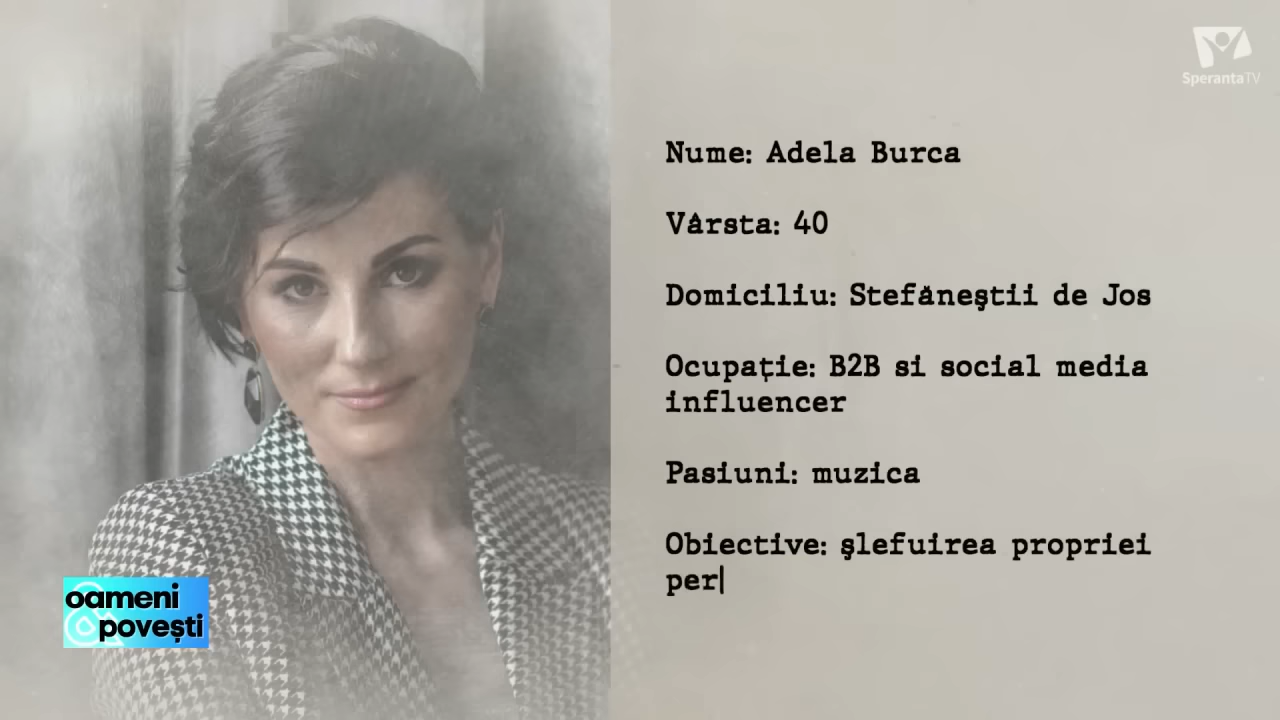 SperantaTV
Nume: Adela Burca
Vârsta: 40
Domiciliu: Stefăneştii de Jos
Ocupaţie: B2B si social media
influencer
Pasiuni: muzica
Obiective: şlefuirea propriei
per
oameni
& povești